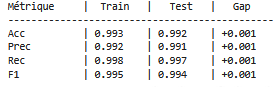 Métrique | Train | Test | Gap
--------------------------------------------
Acc | 0.993 | 0.992 | +0.001
Prec | 0.992 | 0.991 | +0.001
Rec | 0.998 | 0.997 | +0.001
F1 | 0.995 | 0.994 | +0.001